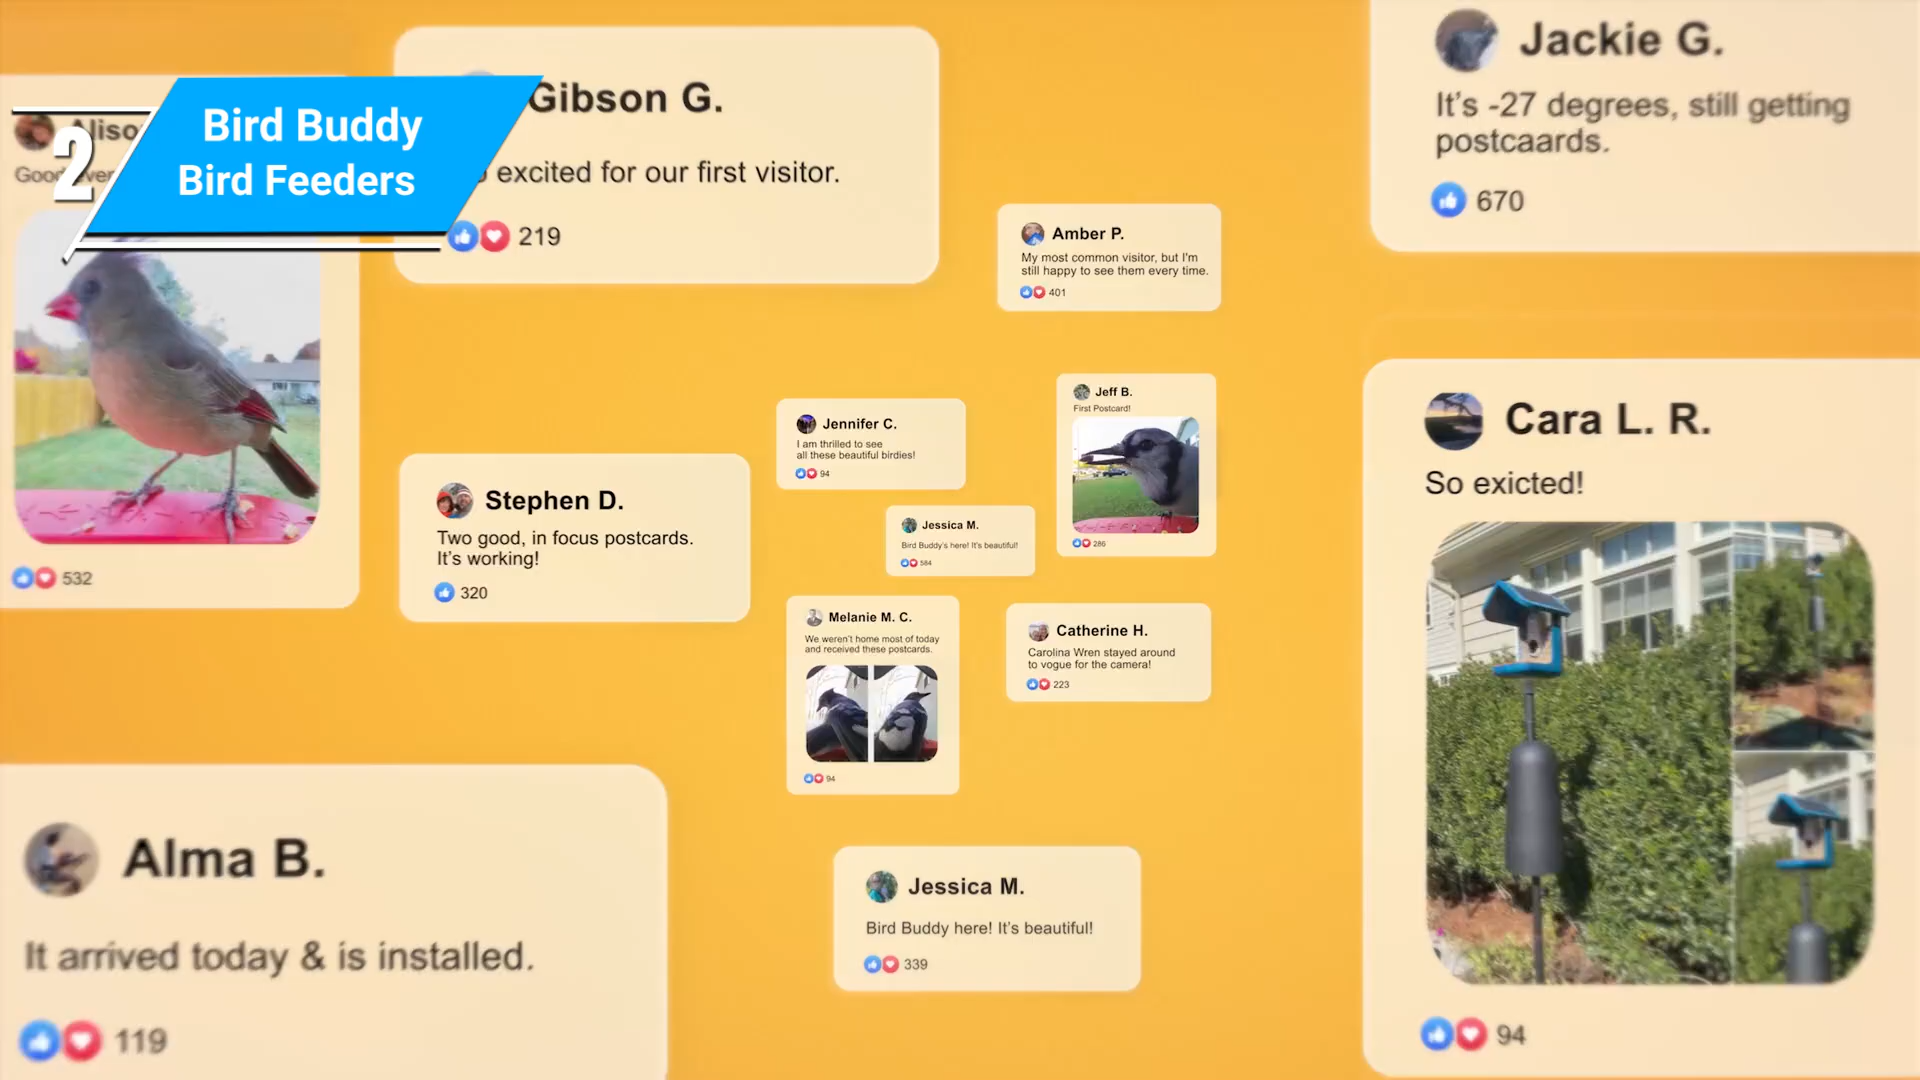 2
Bird Buddy
Bird Feeders
Gibson G.
excited for our first visitor.
219
532
Jackie G.
It's -27 degrees, still getting
postcaards.
670
Amber P.
My most common visitor, but I'm
still happy to see them every time.
401
Jennifer C.
I am thrilled to see
all these beautiful birdies!
94
Jeff B.
First Postcard!
286
Stephen D.
Two good, in focus postcards.
It's working!
320
Jessica M.
Bird Buddy's here! It's beautiful!
584
Cara L. R.
So exicted!
94
Melanie M. C.
We weren't home most of today
and received these postcards.
94
Catherine H.
Carolina Wren stayed around
to vogue for the camera!
223
Alma B.
It arrived today & is installed.
119
Jessica M.
Bird Buddy here! It's beautiful!
339